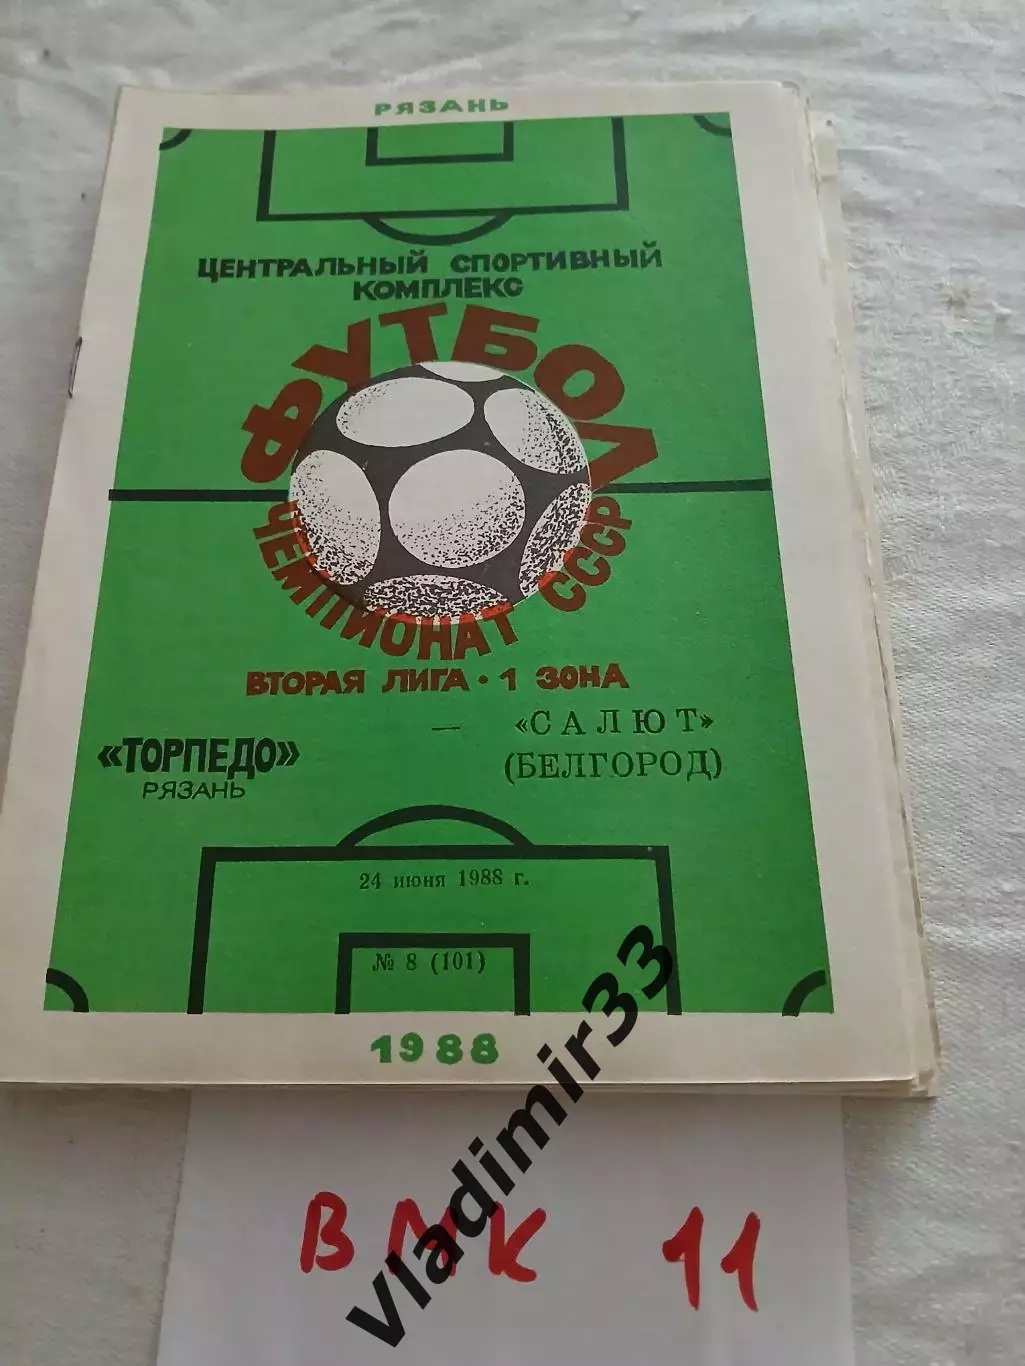 РЯЗАНЬ
ЦЕНТРАЛЬНЫЙ СПОРТИВНЫЙ
КОМПЛЕКС
ФУТБОЛ
ЧЕМПИОНАТ СССР
ВТОРАЯ ЛИГА • 1 ЗОНА
«ТОРПЕДО»
РЯЗАНЬ
— «САЛЮТ»
(БЕЛГОРОД)
24 июня 1988 г.
№ 8 (101)
1988
Vladimir33
ВЛК 11